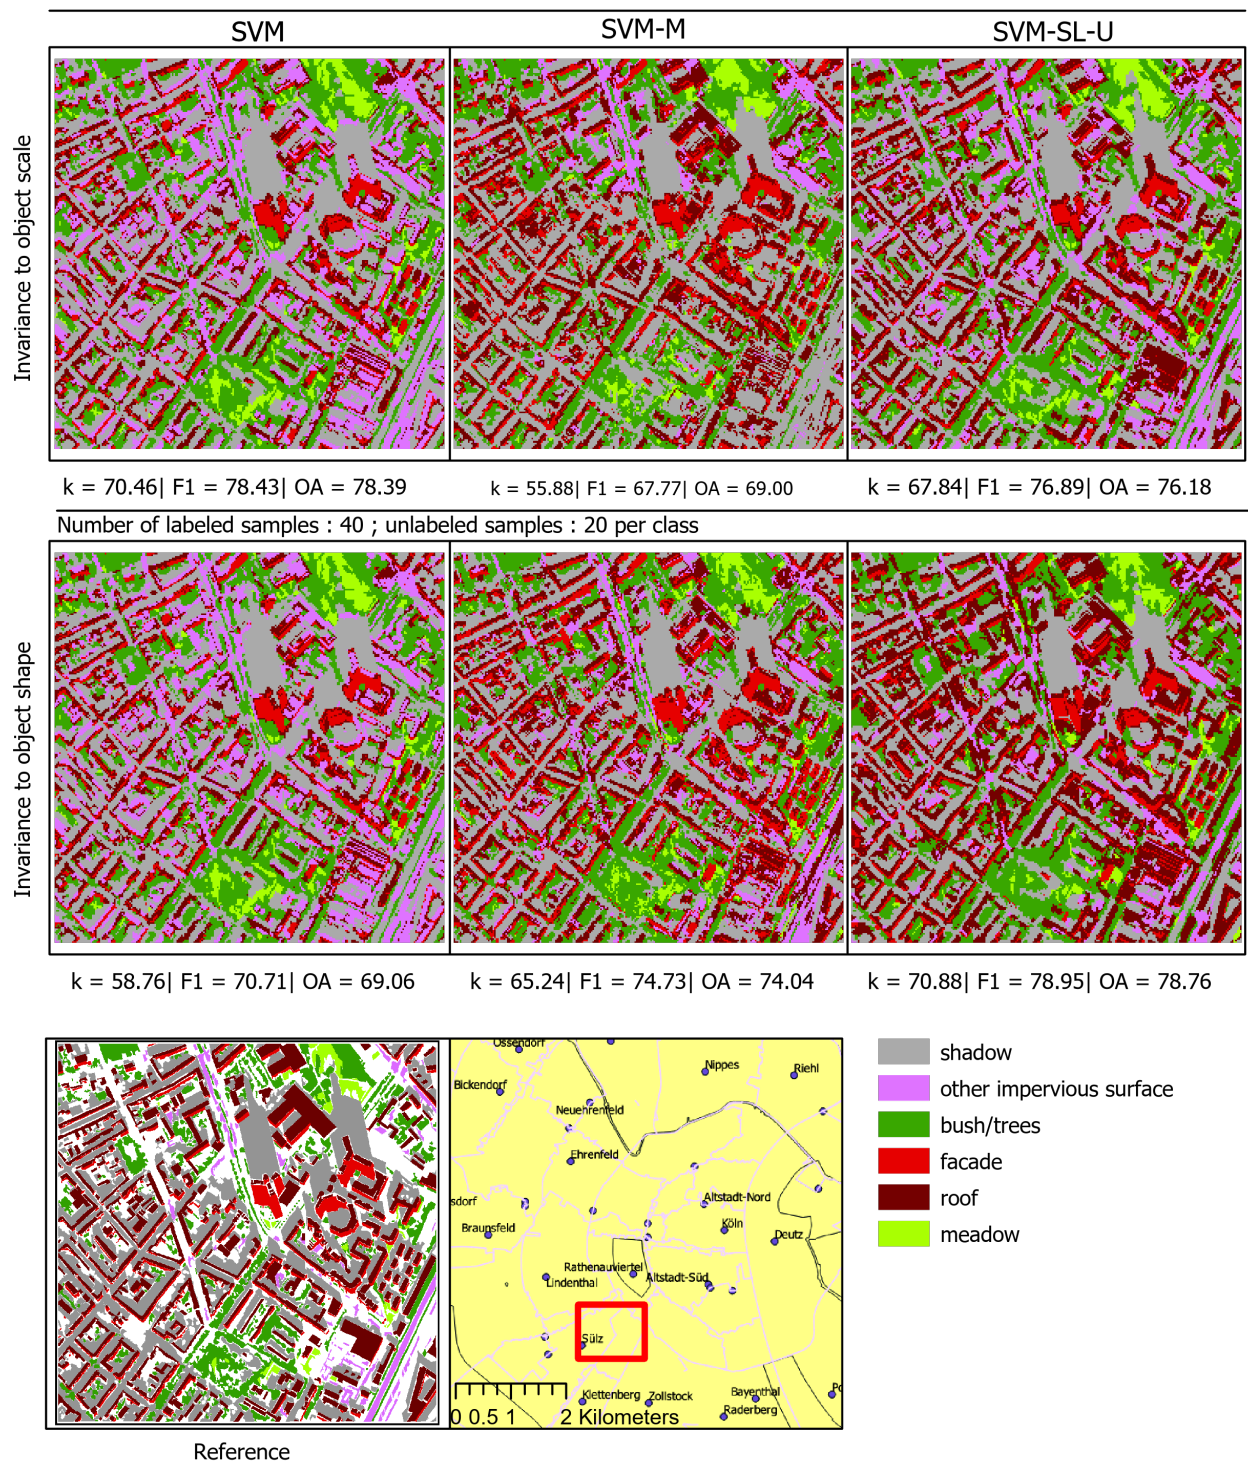 SVM
SVM-M
SVM-SL-U
Invariance to object scale
k = 70.46| F1 = 78.43| OA = 78.39
k = 55.88| F1 = 67.77| OA = 69.00
k = 67.84| F1 = 76.89| OA = 76.18
Number of labeled samples : 40 ; unlabeled samples : 20 per class
Invariance to object shape
k = 58.76| F1 = 70.71| OA = 69.06
k = 65.24| F1 = 74.73| OA = 74.04
k = 70.88| F1 = 78.95| OA = 78.76
Ossendorf
Nippes
Riehl
Bickendorf
Neuehrenfeld
Ehrenfeld
sdorf
Altstadt-Nord
Braunsfeld
Köln
Deutz
Rathenauviertel
Lindenthal
Altstadt-Süd
Sülz
Klettenberg
Zollstock
Bayenthal
Raderberg
Po
0 0.5 1 2 Kilometers
Reference
shadow
other impervious surface
bush/trees
facade
roof
meadow